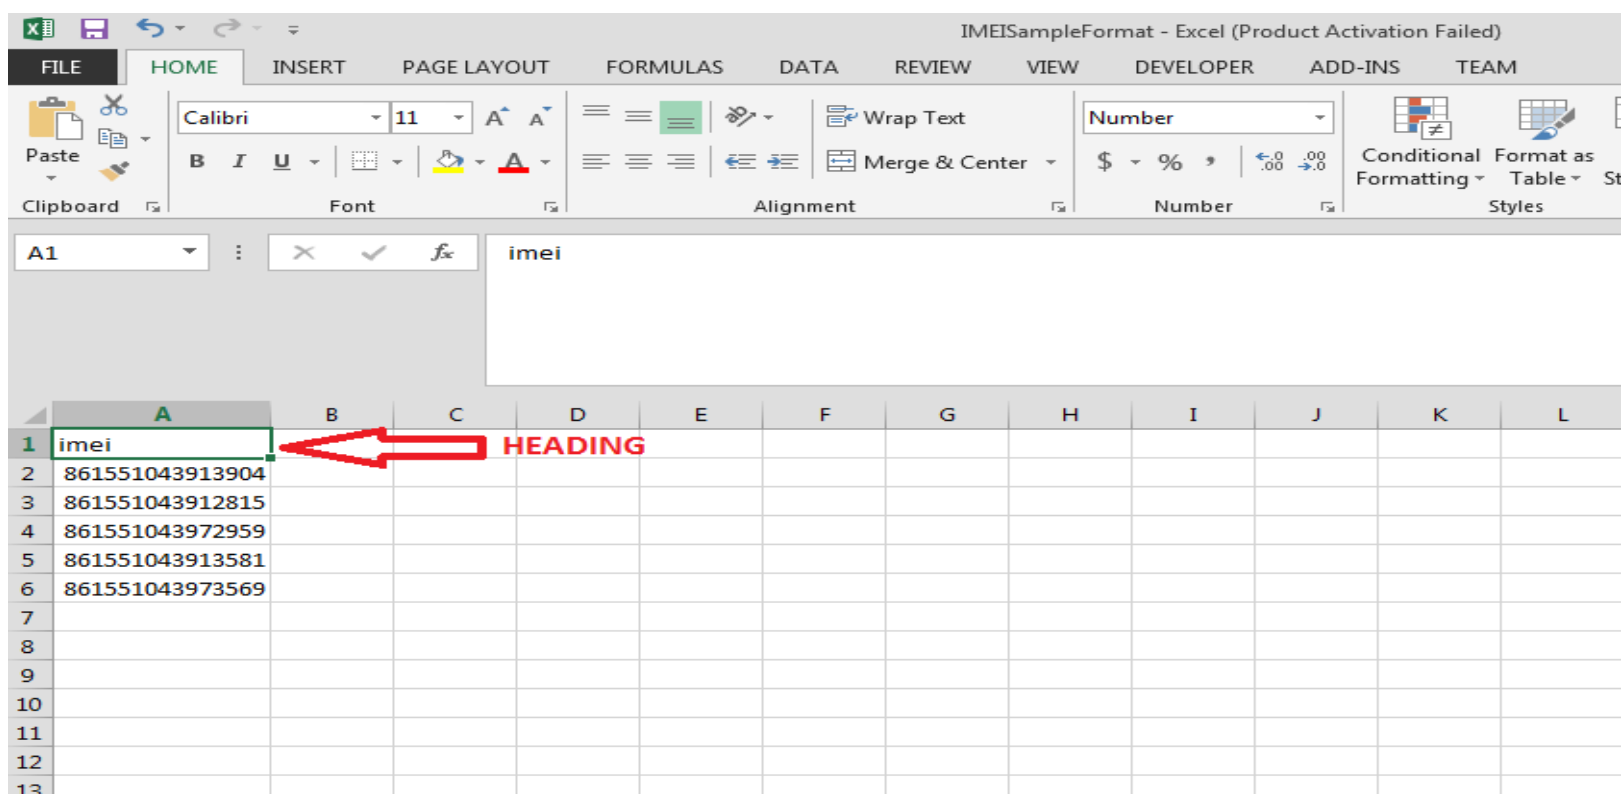 IMEISampleFormat - Excel (Product Activation Failed)
FILE HOME INSERT PAGE LAYOUT FORMULAS DATA REVIEW VIEW DEVELOPER ADD-INS TEAM
Calibri 11 A A Wrap Text Number
Paste B I U A Merge & Center $ % , Conditional Formatting Format as Table
Clipboard Font Alignment Number Styles
A1 fx imei
A B C D E F G H I J K L
1 imei HEADING
2 861551043913904
3 861551043912815
4 861551043972959
5 861551043913581
6 861551043973569
7
8
9
10
11
12
13